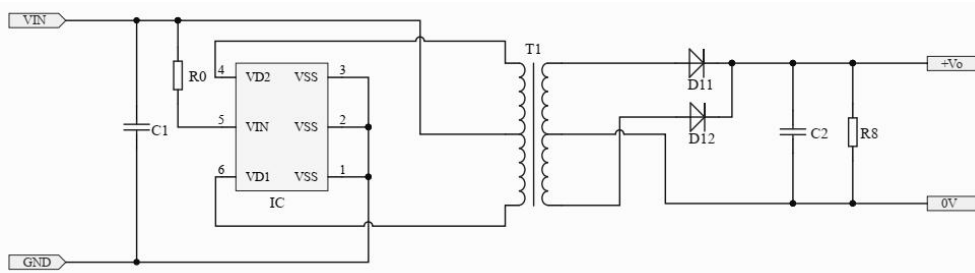 VIN
T1
4 VD2 VSS 3
R0
D11
+Vo
C1
5 VIN VSS 2
D12
C2
R8
6 VD1 VSS 1
IC
0V
GND